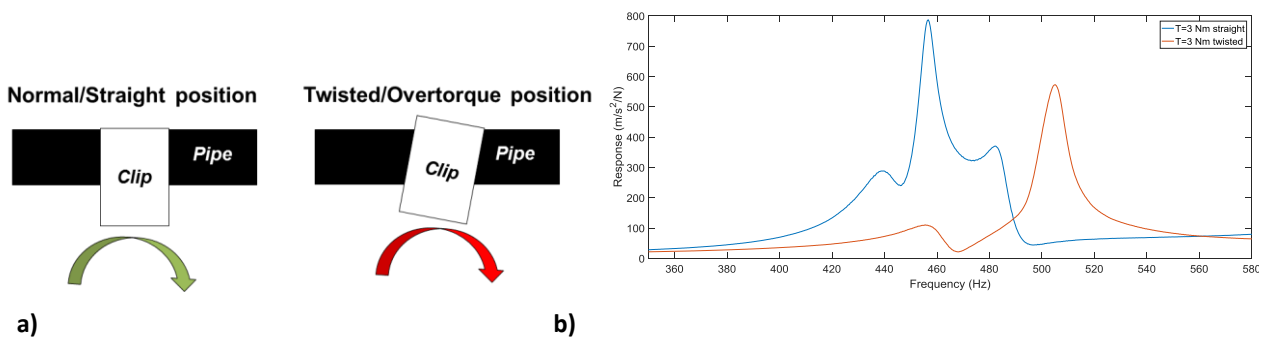 Normal/Straight position
Pipe
Clip
Twisted/Overtorque position
Pipe
Clip
a)
b)
800
700
600
500
400
300
200
100
0
Response (m/s²/N)
360 380 400 420 440 460 480 500 520 540 560 580
Frequency (Hz)
T=3 Nm straight
T=3 Nm twisted